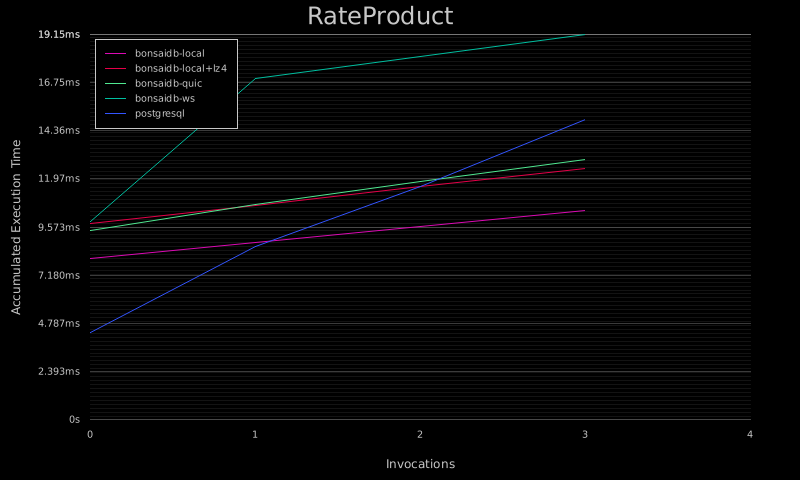 RateProduct
19.15ms
16.75ms
14.36ms
11.97ms
9.573ms
7.180ms
4.787ms
2.393ms
0s
Accumulated Execution Time
bonsaidb-local
bonsaidb-local+lz4
bonsaidb-quic
bonsaidb-ws
postgresql
0 1 2 3 4
Invocations